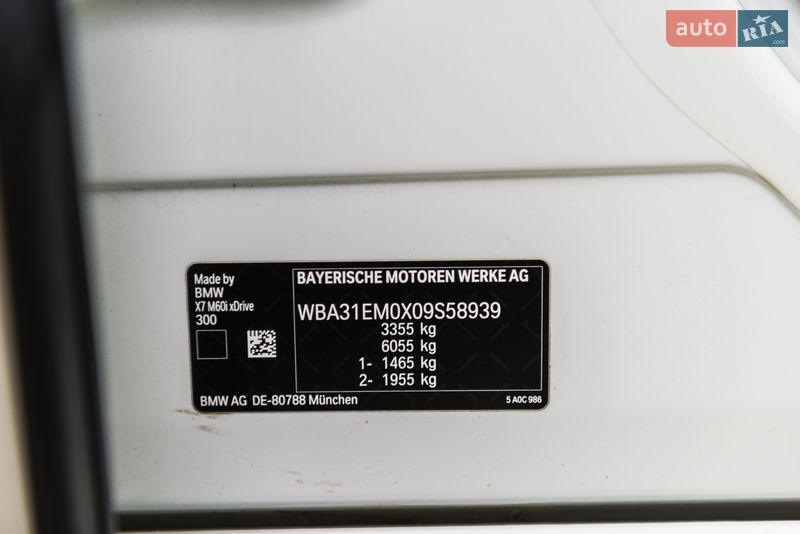 auto RIA.com
Made by
BMW
X7 M60i xDrive
300
BAYERISCHE MOTOREN WERKE AG
WBA31EM0X09S58939
3355 kg
6055 kg
1- 1465 kg
2- 1955 kg
BMW AG DE-80788 München
5 A0C 986